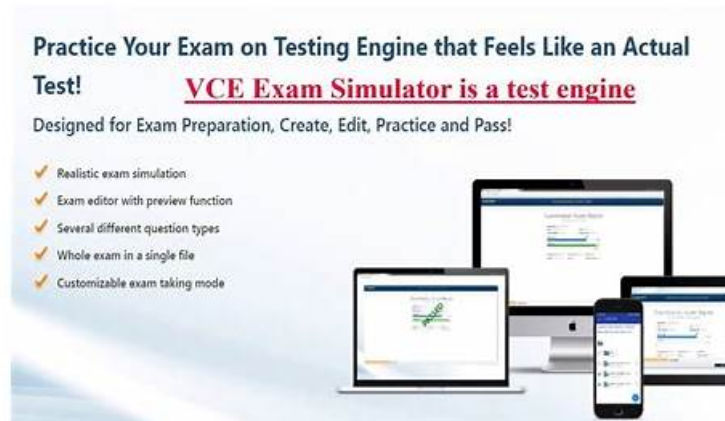 Practice Your Exam on Testing Engine that Feels Like an Actual
Test!
VCE Exam Simulator is a test engine
Designed for Exam Preparation, Create, Edit, Practice and Pass!
Realistic exam simulation
Exam editor with preview function
Several different question types
Whole exam in a single file
Customizable exam taking mode
PASSED